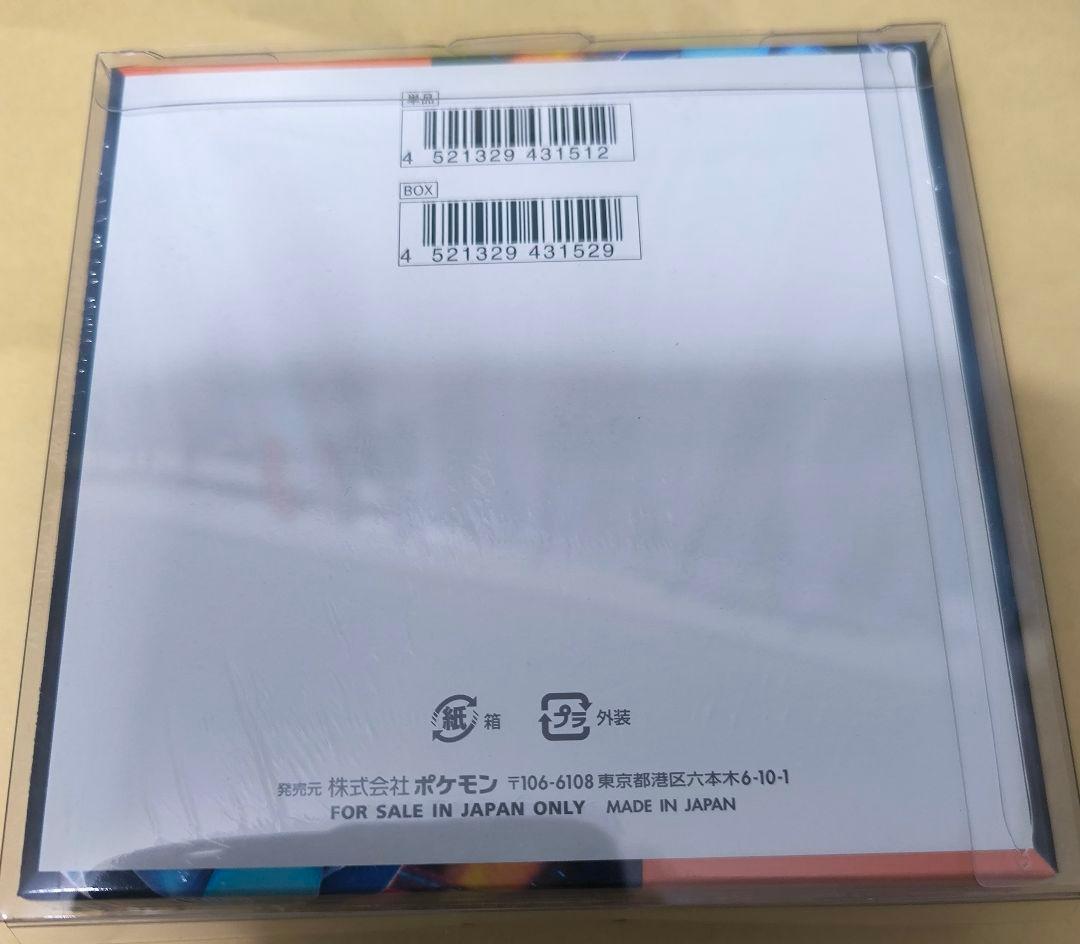 単品
4 521329 431512
BOX
4 521329 431529
紙 箱 プラ 外装
発売元 株式会社 ポケモン 〒106-6108 東京都港区六本木6-10-1
FOR SALE IN JAPAN ONLY MADE IN JAPAN